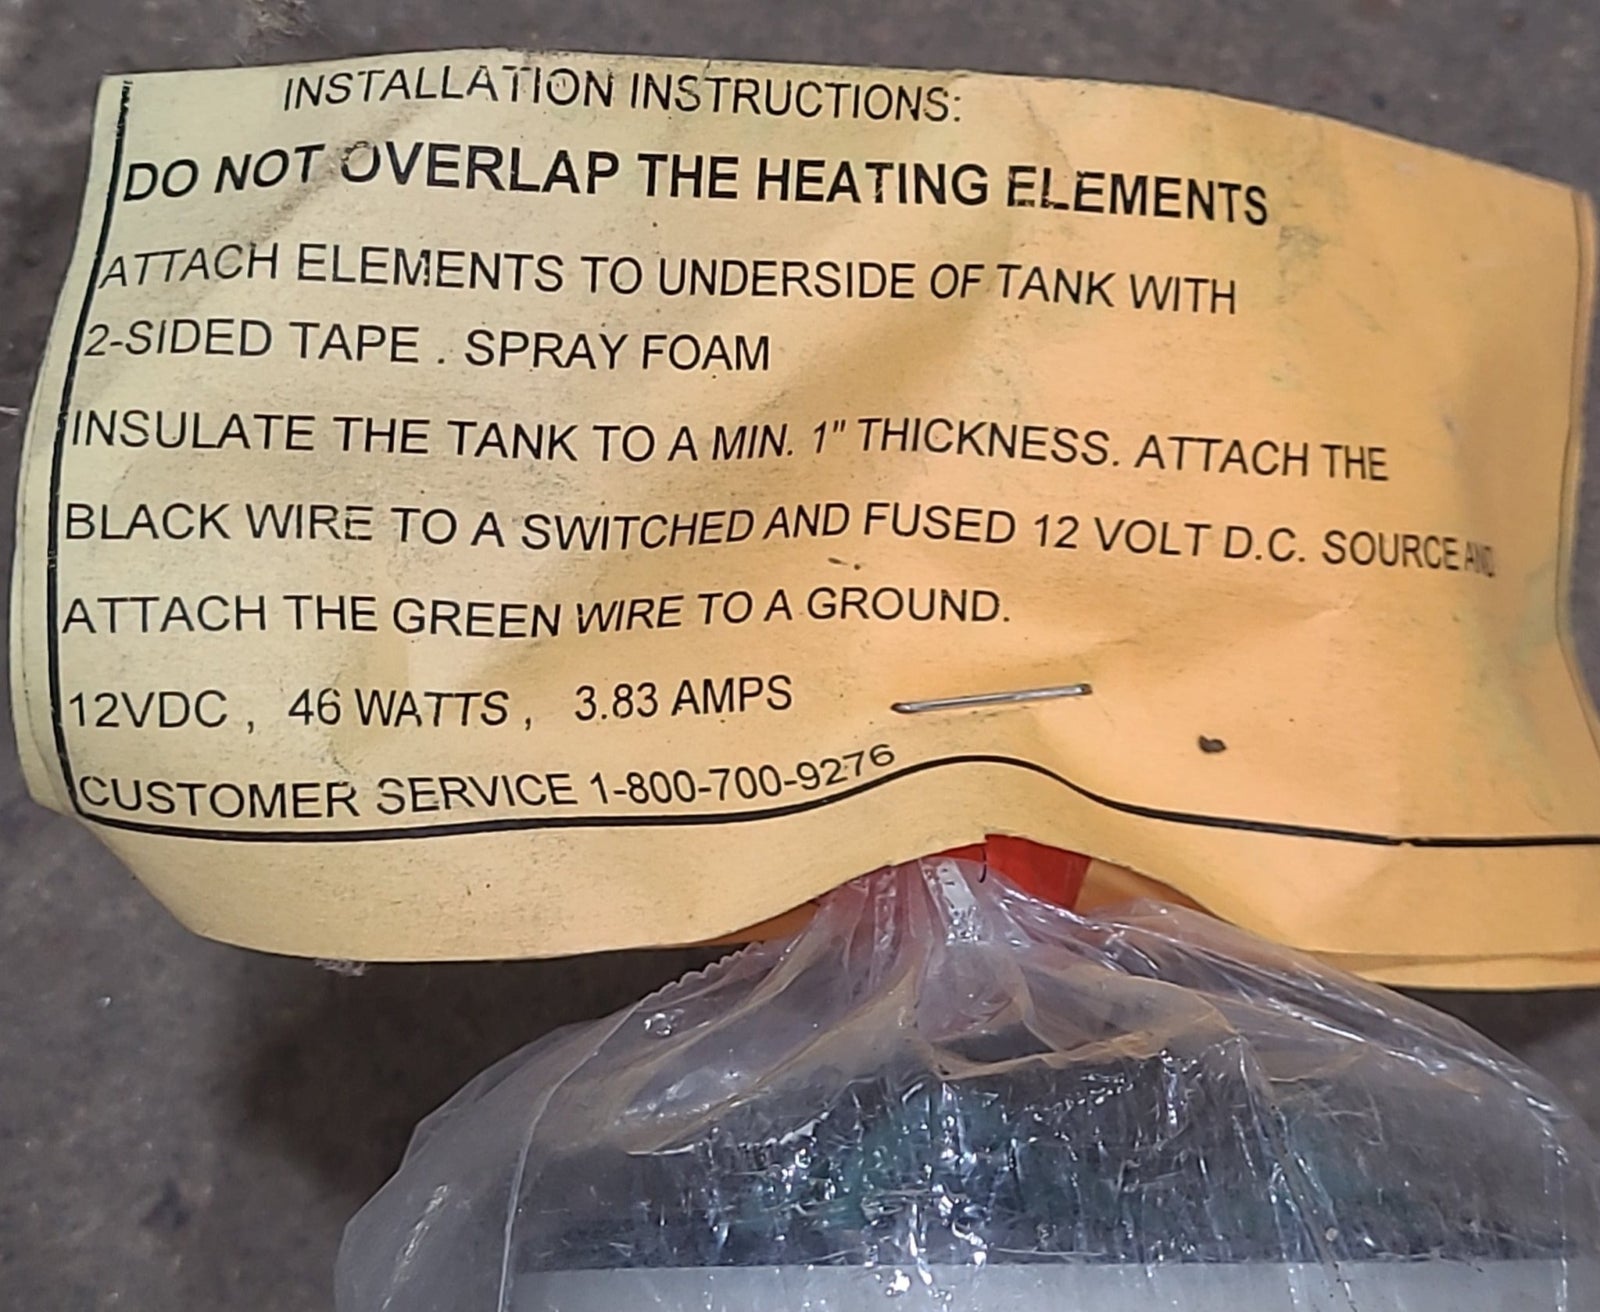 INSTALLATION INSTRUCTIONS:
DO NOT OVERLAP THE HEATING ELEMENTS
ATTACH ELEMENTS TO UNDERSIDE OF TANK WITH
2-SIDED TAPE . SPRAY FOAM
INSULATE THE TANK TO A MIN. 1" THICKNESS. ATTACH THE
BLACK WIRE TO A SWITCHED AND FUSED 12 VOLT D.C. SOURCE AND
ATTACH THE GREEN WIRE TO A GROUND.
12VDC , 46 WATTS , 3.83 AMPS
CUSTOMER SERVICE 1-800-700-9276